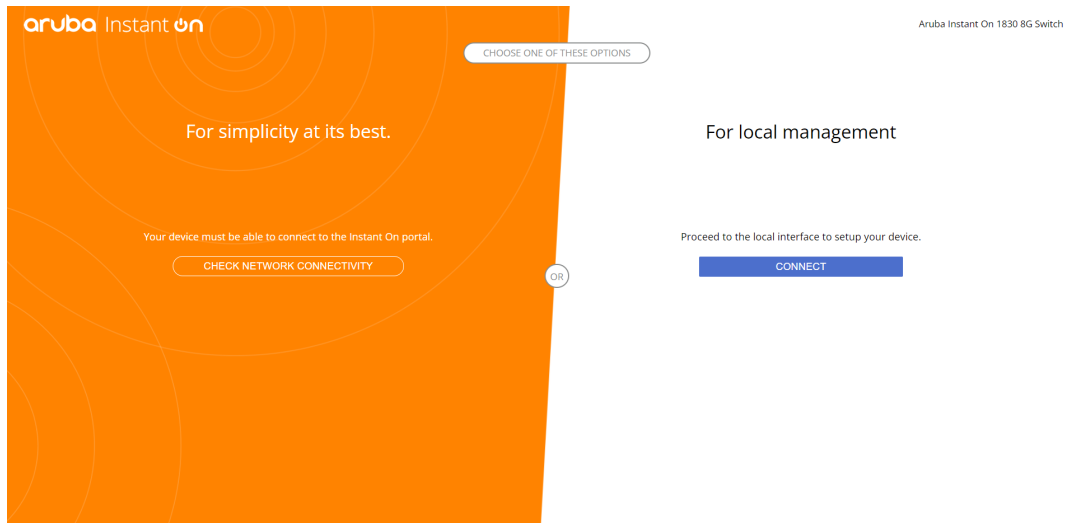 aruba Instant On
Aruba Instant On 1830 8G Switch
CHOOSE ONE OF THESE OPTIONS
For simplicity at its best.
Your device must be able to connect to the Instant On portal.
CHECK NETWORK CONNECTIVITY
OR
For local management
Proceed to the local interface to setup your device.
CONNECT